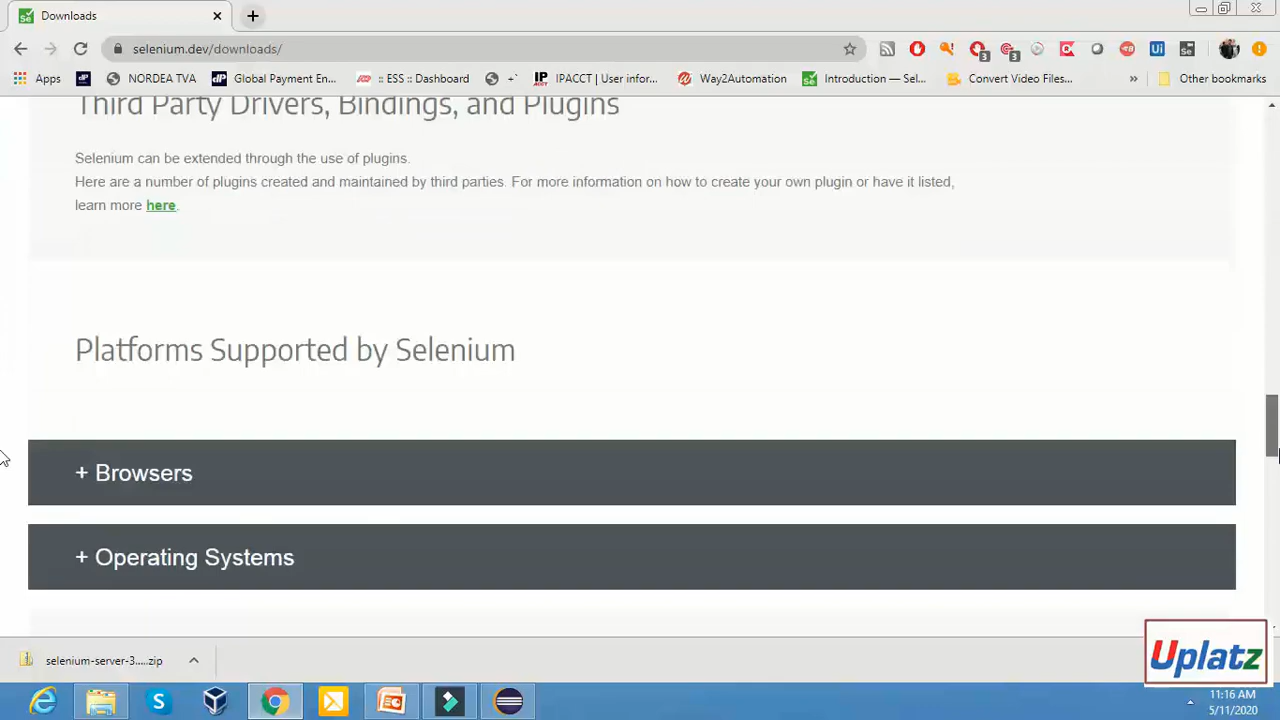 Downloads
selenium.dev/downloads/
Apps
NORDEA TVA
Global Payment En...
:: ESS :: Dashboard
IPACCT | User infor...
Way2Automation
Introduction — Sel...
Convert Video Files...
»
Other bookmarks
Third Party Drivers, Bindings, and Plugins
Selenium can be extended through the use of plugins.
Here are a number of plugins created and maintained by third parties. For more information on how to create your own plugin or have it listed,
learn more here.
Platforms Supported by Selenium
+ Browsers
+ Operating Systems
selenium-server-3.....zip
Uplatz
11:16 AM
5/11/2020